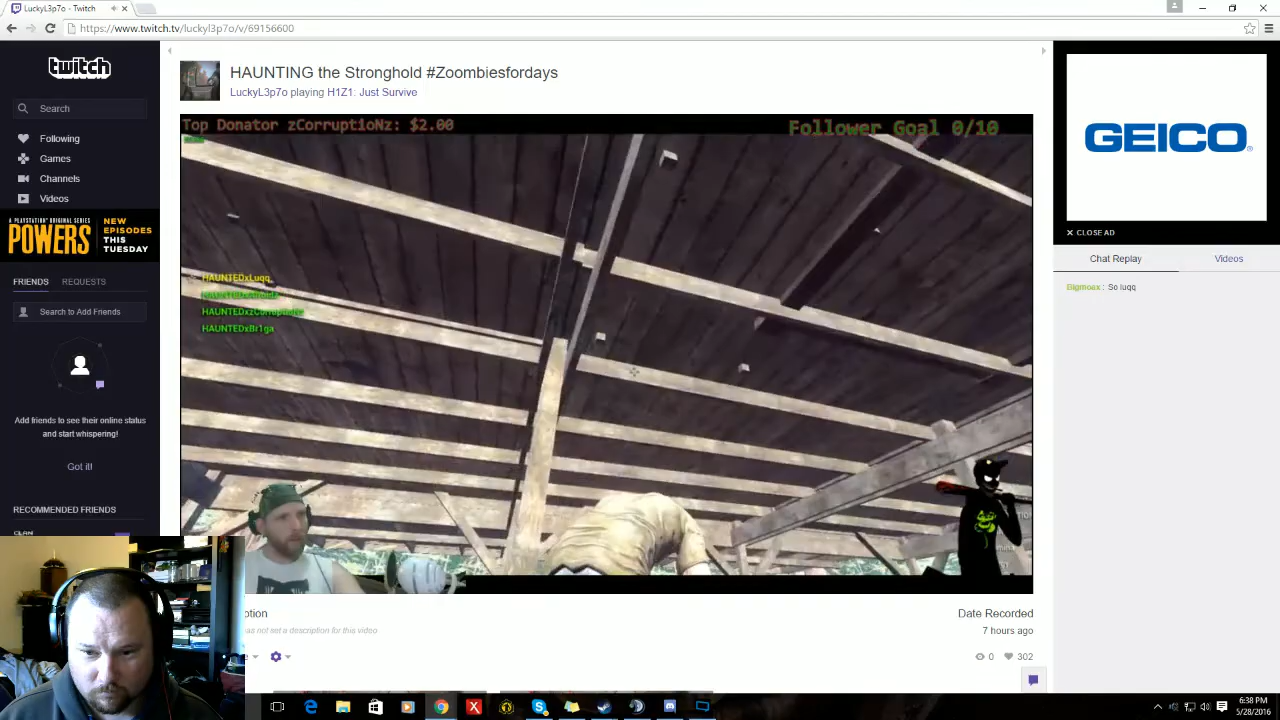 LuckyL3p7o - Twitch
https://www.twitch.tv/luckyl3p7o/v/69156600
twitch
Search
Following
Games
Channels
Videos
A PLAYSTATION ORIGINAL SERIES
POWERS
NEW
EPISODES
THIS
TUESDAY
FRIENDS REQUESTS
Search to Add Friends
Add friends to see their online status
and start whispering!
Got it!
RECOMMENDED FRIENDS
HAUNTING the Stronghold #Zoombiesfordays
LuckyL3p7o playing H1Z1: Just Survive
Top Donator zCorruptioNz: $2.00
Follower Goal 0/10
HAUNTEDxLuqq
HAUNTEDxBr1ga
Date Recorded
7 hours ago
0 302
GEICO
CLOSE AD
Chat Replay Videos
Gigmoex : So luqq
6:38 PM
5/28/2016